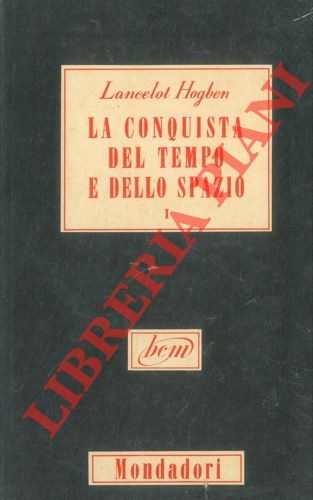 Lancelot Hogben
LA CONQUISTA
DEL TEMPO
E DELLO SPAZIO
I
LIBRERIA PIANI
bcm
Mondadori